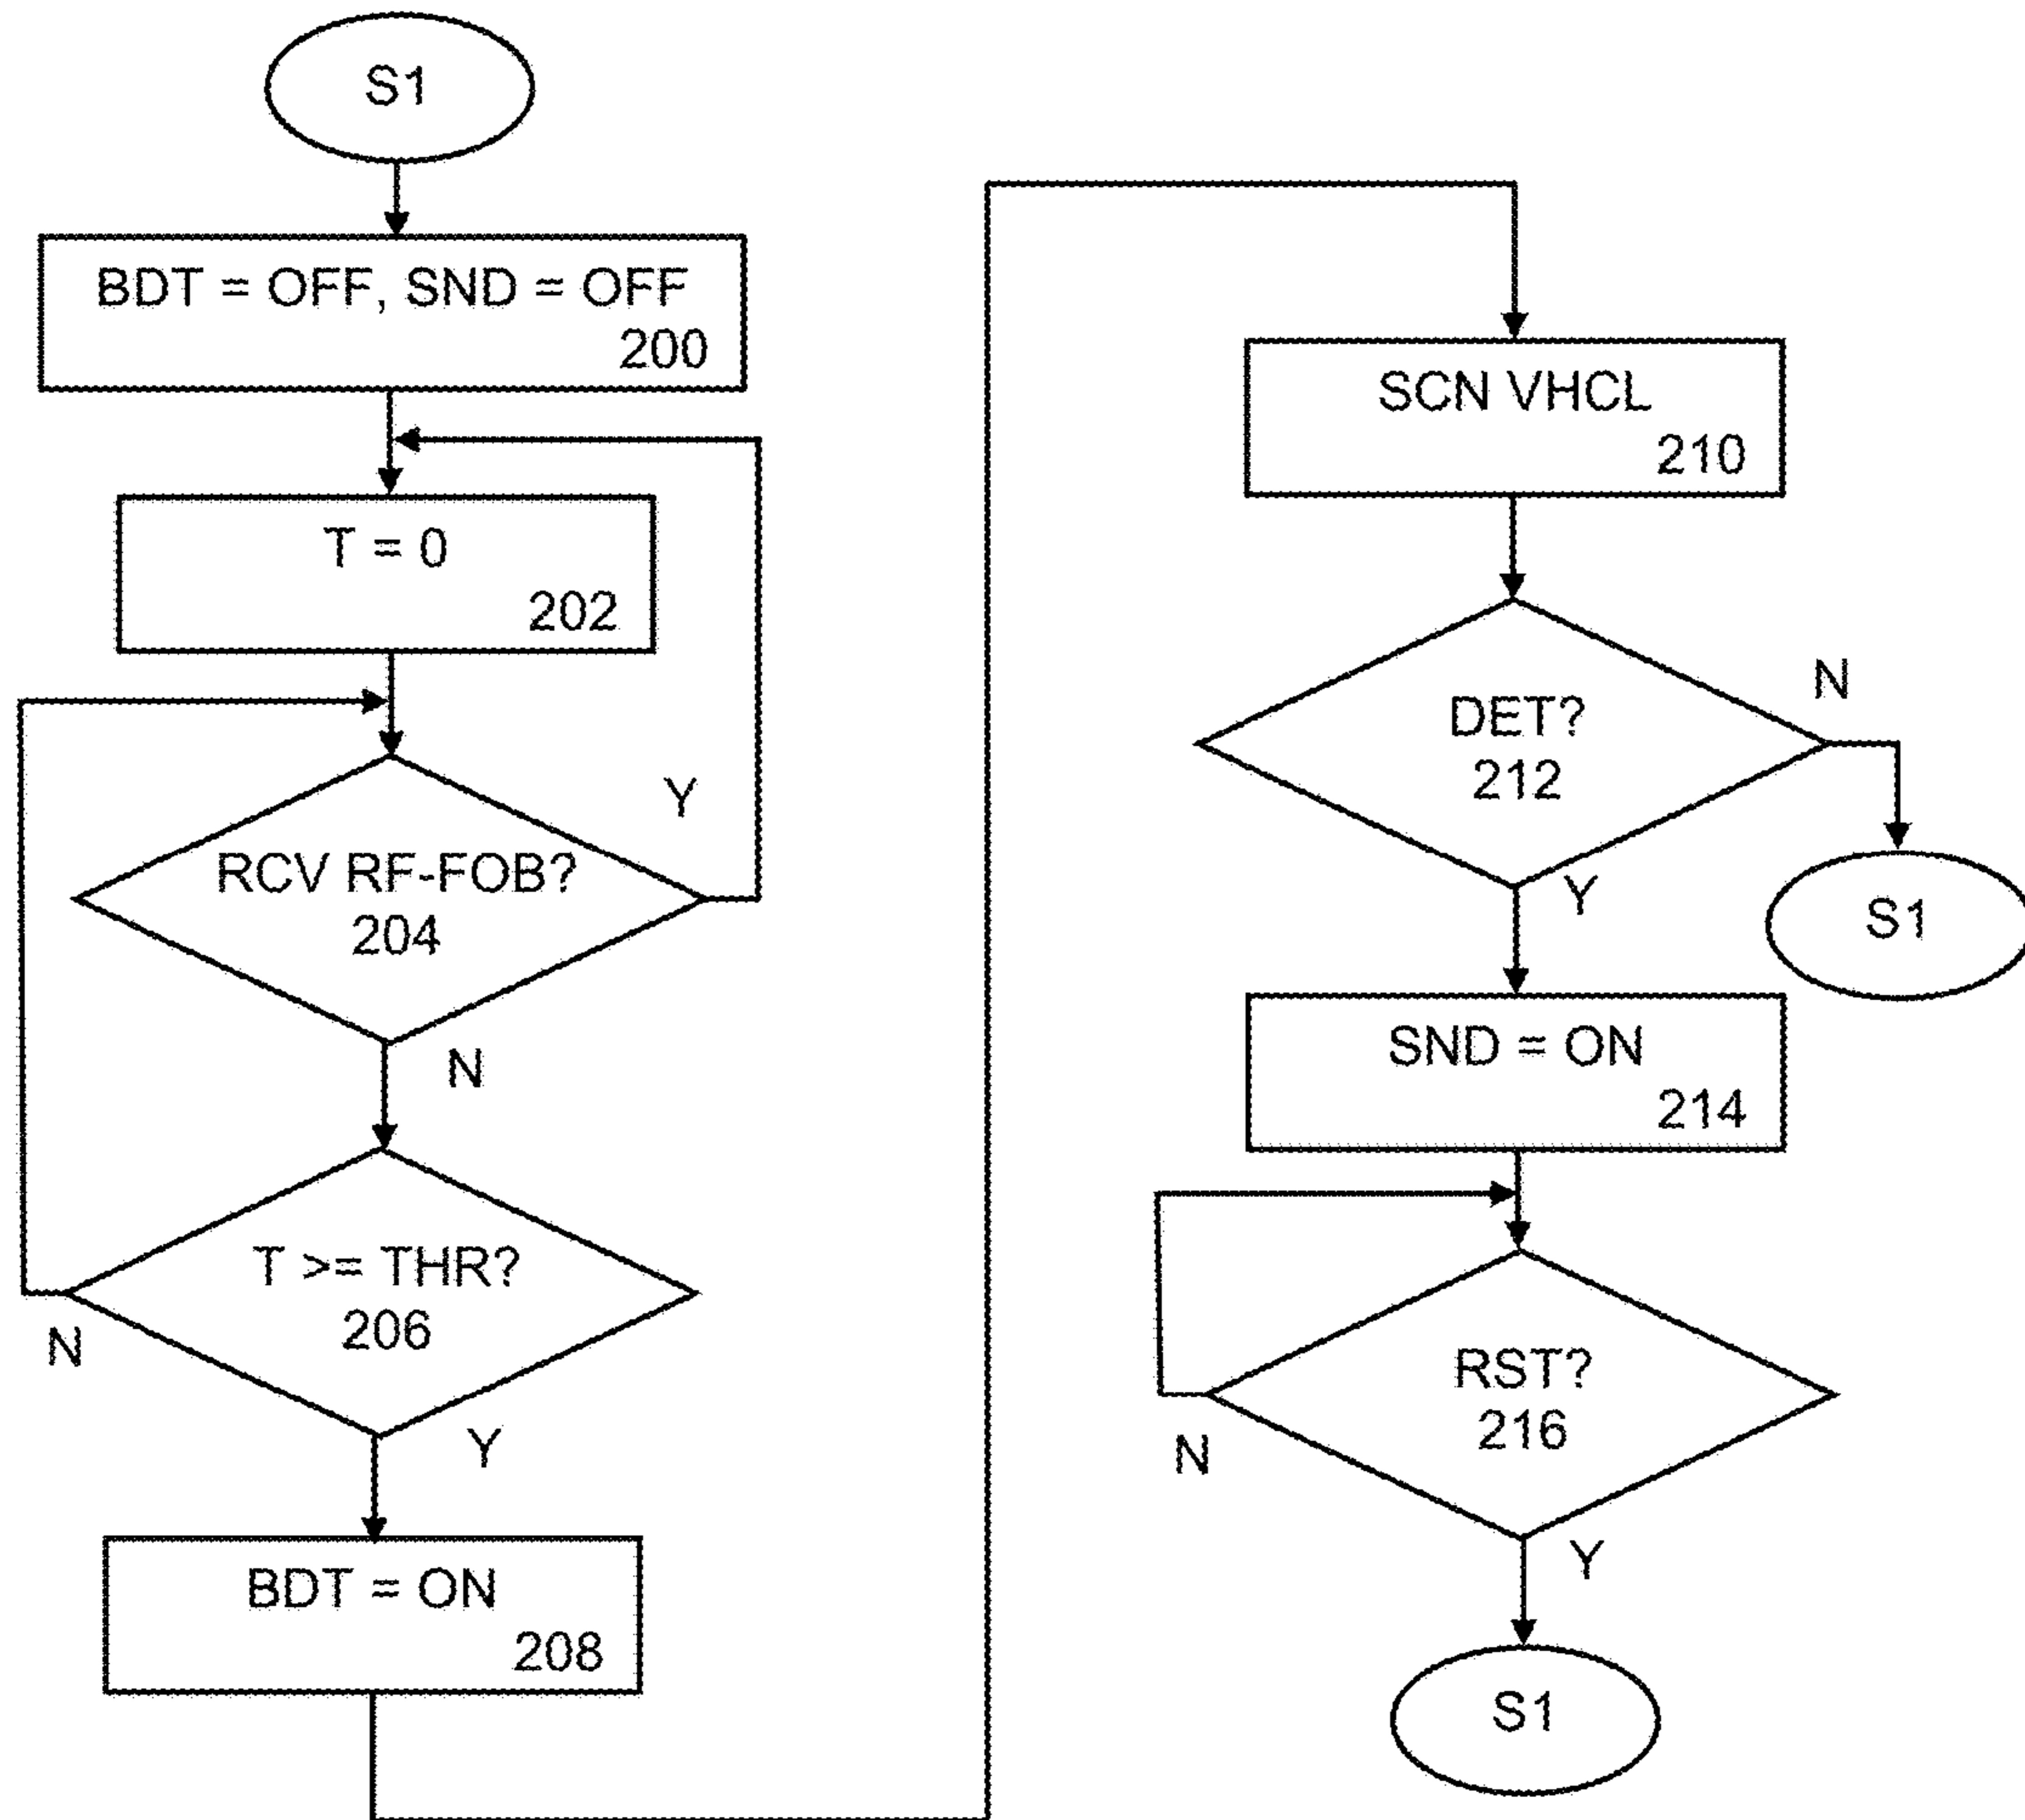 S1
BDT = OFF, SND = OFF
200
T = 0
202
RCV RF-FOB?
204
Y
N
T >= THR?
206
N
Y
BDT = ON
208
SCN VHCL
210
DET?
212
N
S1
Y
SND = ON
214
RST?
216
N
Y
S1